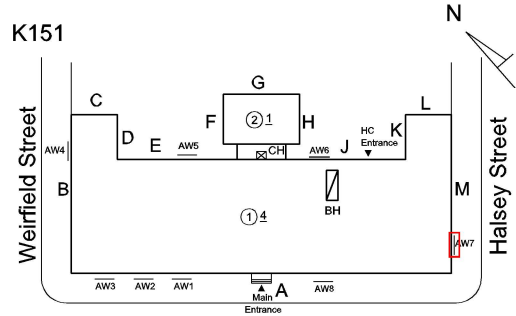 K151
N
Weirfield Street
Halsey Street
G
C
L
F
② 1
H
D
K
HC
Entrance
AW4
E
AW5
CH
AW6
J
B
BH
M
① 4
AW7
AW3
AW2
AW1
A
AW8
Main
Entrance